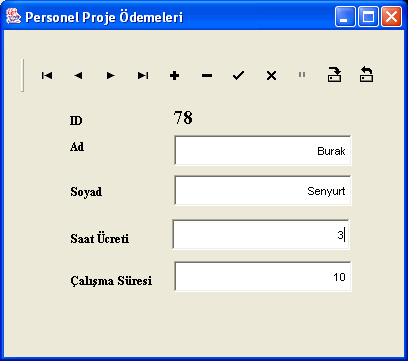 Personel Proje Ödemeleri
ID 78
Ad Burak
Soyad Senyurt
Saat Ücreti 3
Çalışma Süresi 10